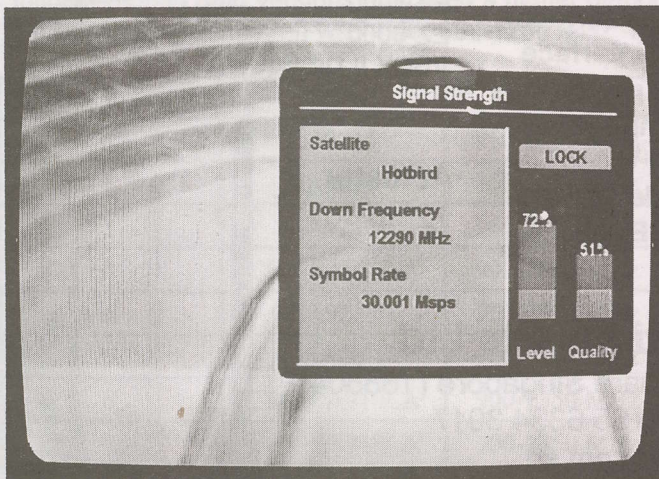 Signal Strength
Satellite
Hotbird
Down Frequency
12290 MHz
Symbol Rate
30.001 Msps
LOCK
72%
51%
Level Quality